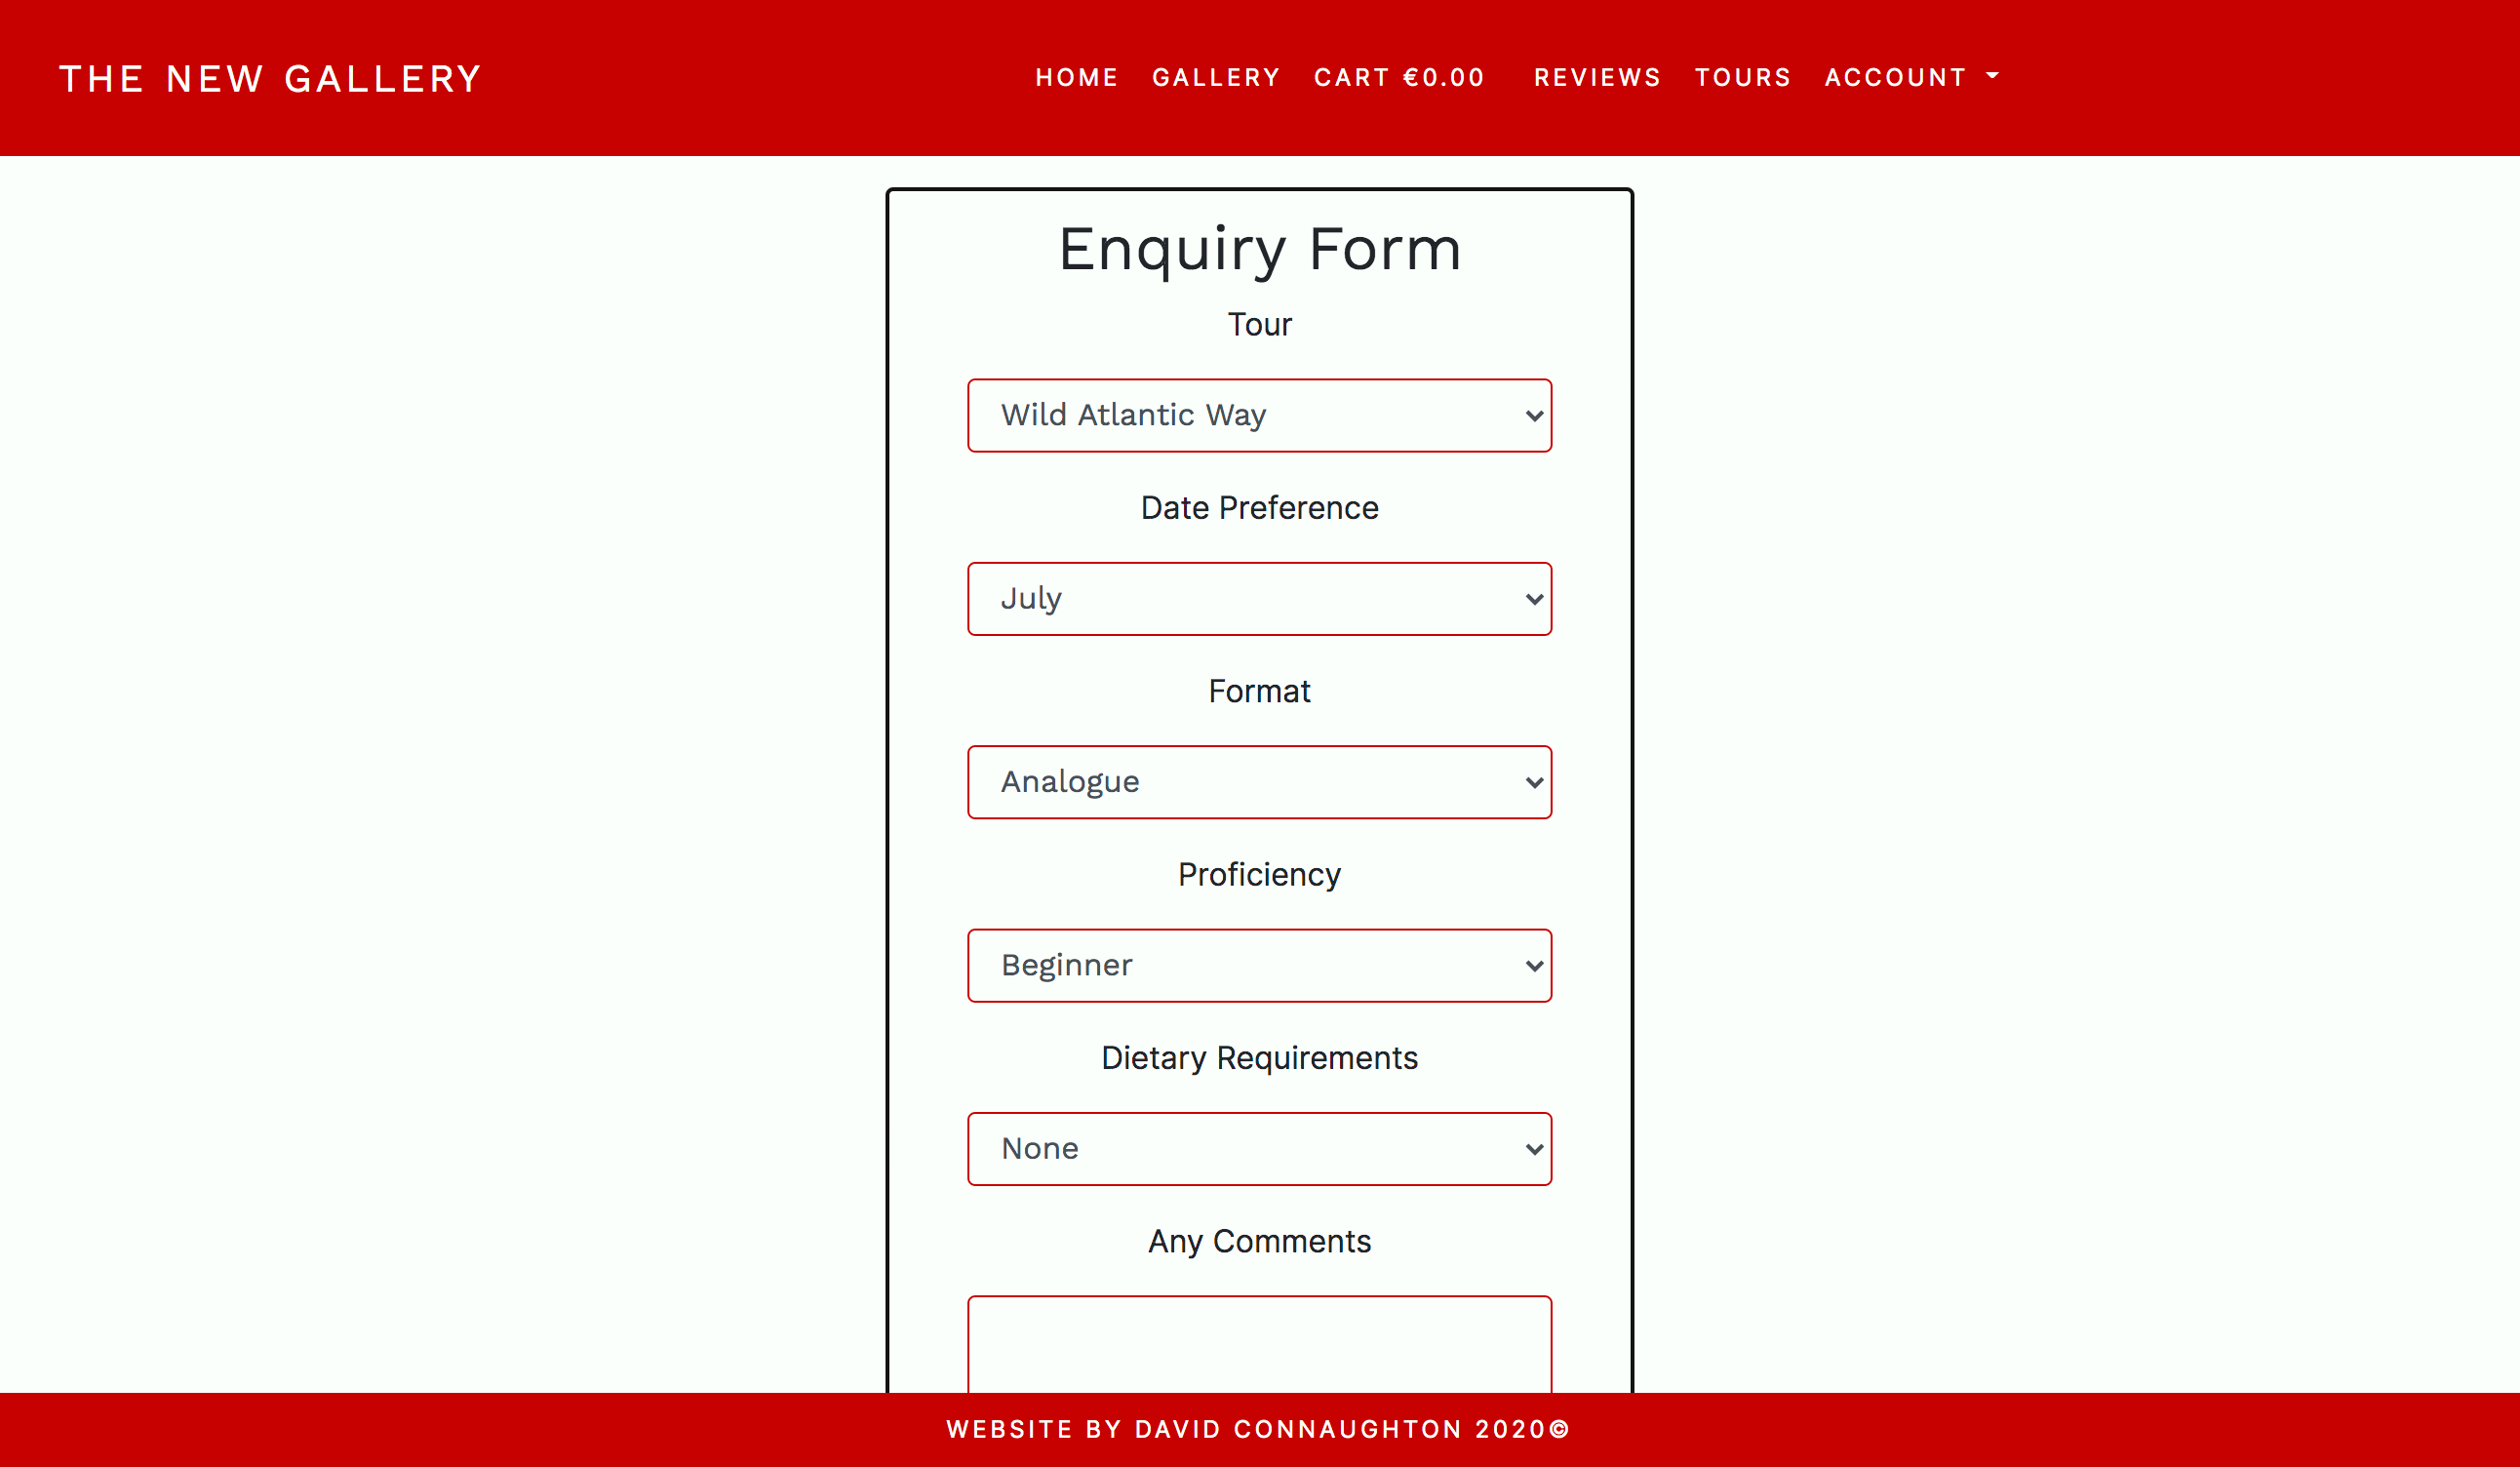 THE NEW GALLERY
HOME GALLERY CART €0.00 REVIEWS TOURS ACCOUNT
Enquiry Form
Tour
Wild Atlantic Way
Date Preference
July
Format
Analogue
Proficiency
Beginner
Dietary Requirements
None
Any Comments
WEBSITE BY DAVID CONNAUGHTON 2020©